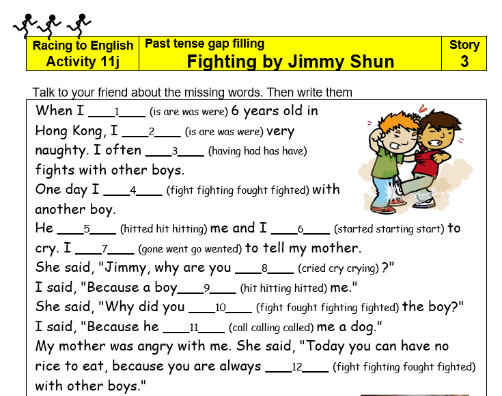 Racing to English
Activity 11j
Past tense gap filling
Fighting by Jimmy Shun
Story
3
Talk to your friend about the missing words. Then write them
When I ____1____ (is are was were) 6 years old in
Hong Kong, I ____2____ (is are was were) very
naughty. I often ____3____ (having had has have)
fights with other boys.
One day I ____4____ (fight fighting fought fighted) with
another boy.
He ____5____ (hitted hit hitting) me and I ____6____ (started starting start) to
cry. I ____7____ (gone went go wented) to tell my mother.
She said, "Jimmy, why are you ____8____ (cried cry crying) ?"
I said, "Because a boy____9____ (hit hitting hitted) me."
She said, "Why did you ____10____ (fight fought fighting fighted) the boy?"
I said, "Because he ____11____ (call calling called) me a dog."
My mother was angry with me. She said, "Today you can have no
rice to eat, because you are always ____12____ (fight fighting fought fighted)
with other boys."